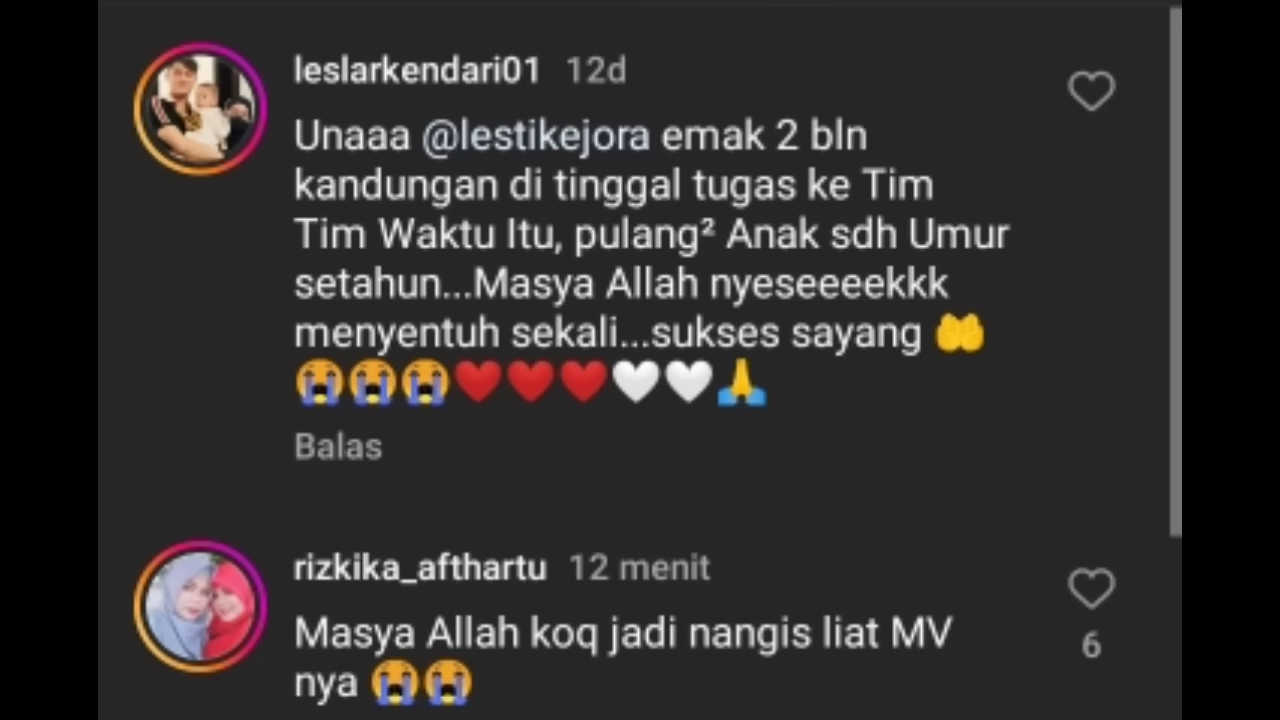 leslarkendari01 12d
Unaaa @lestikejora emak 2 bln
kandungan di tinggal tugas ke Tim
Tim Waktu Itu, pulang² Anak sdh Umur
setahun...Masya Allah nyeseeeekkk
menyentuh sekali...sukses sayang 🤲
😭😭😭❤️❤️❤️🤍🤍🙏
Balas
rizkika_afthartu 12 menit
Masya Allah koq jadi nangis liat MV
6
nya 😭😭